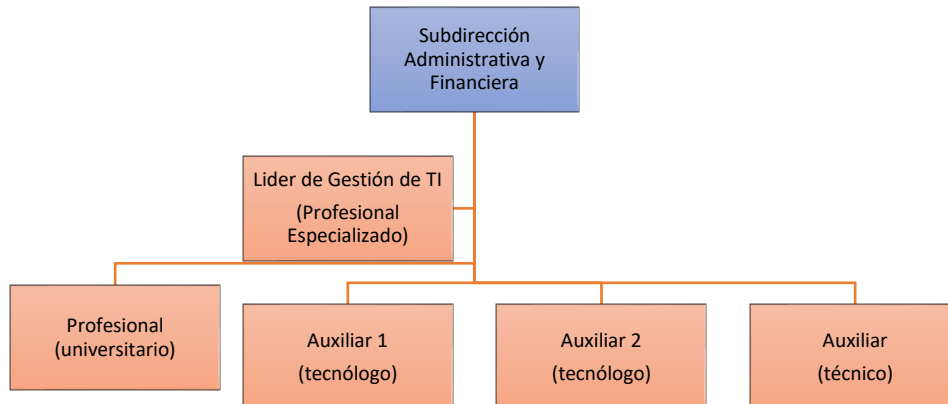 Subdirección
Administrativa y
Financiera
Lider de Gestión de TI
(Profesional
Especializado)
Profesional
(universitario)
Auxiliar 1
(tecnólogo)
Auxiliar 2
(tecnólogo)
Auxiliar
(técnico)